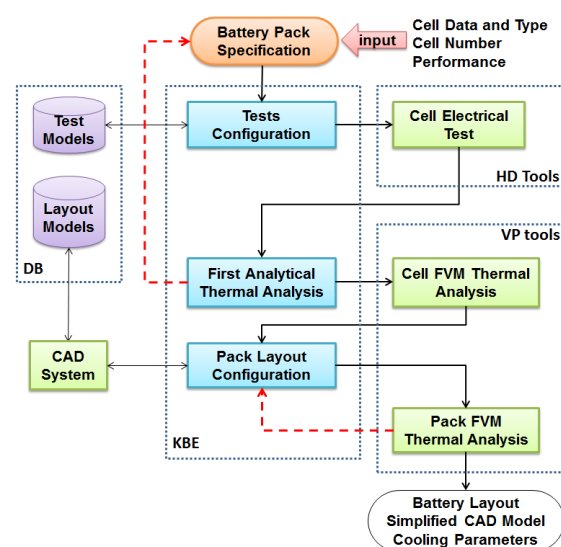 Battery Pack
Specification
input
Cell Data and Type
Cell Number
Performance
Test
Models
Tests
Configuration
Cell Electrical
Test
HD Tools
Layout
Models
DB
VP tools
First Analytical
Thermal Analysis
Cell FVM Thermal
Analysis
CAD
System
Pack Layout
Configuration
KBE
Pack FVM
Thermal Analysis
Battery Layout
Simplified CAD Model
Cooling Parameters